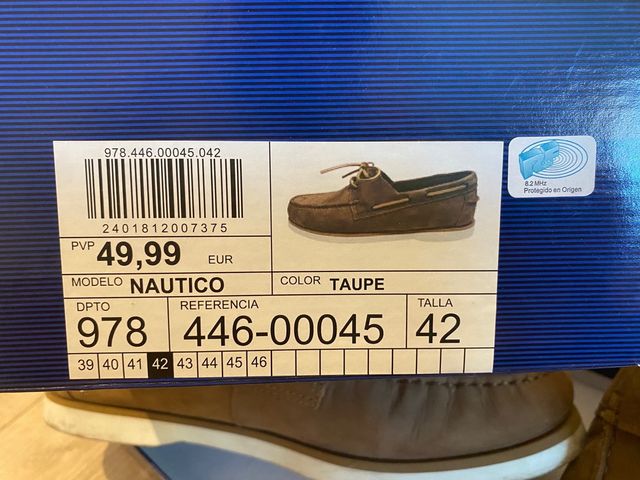 978.446.00045.042
2401812007375
PVP 49,99 EUR
MODELO NAUTICO
COLOR TAUPE
DPTO
978
REFERENCIA
446-00045
TALLA
42
39 40 41 42 43 44 45 46
8.2 MHz
Protegido en Origen